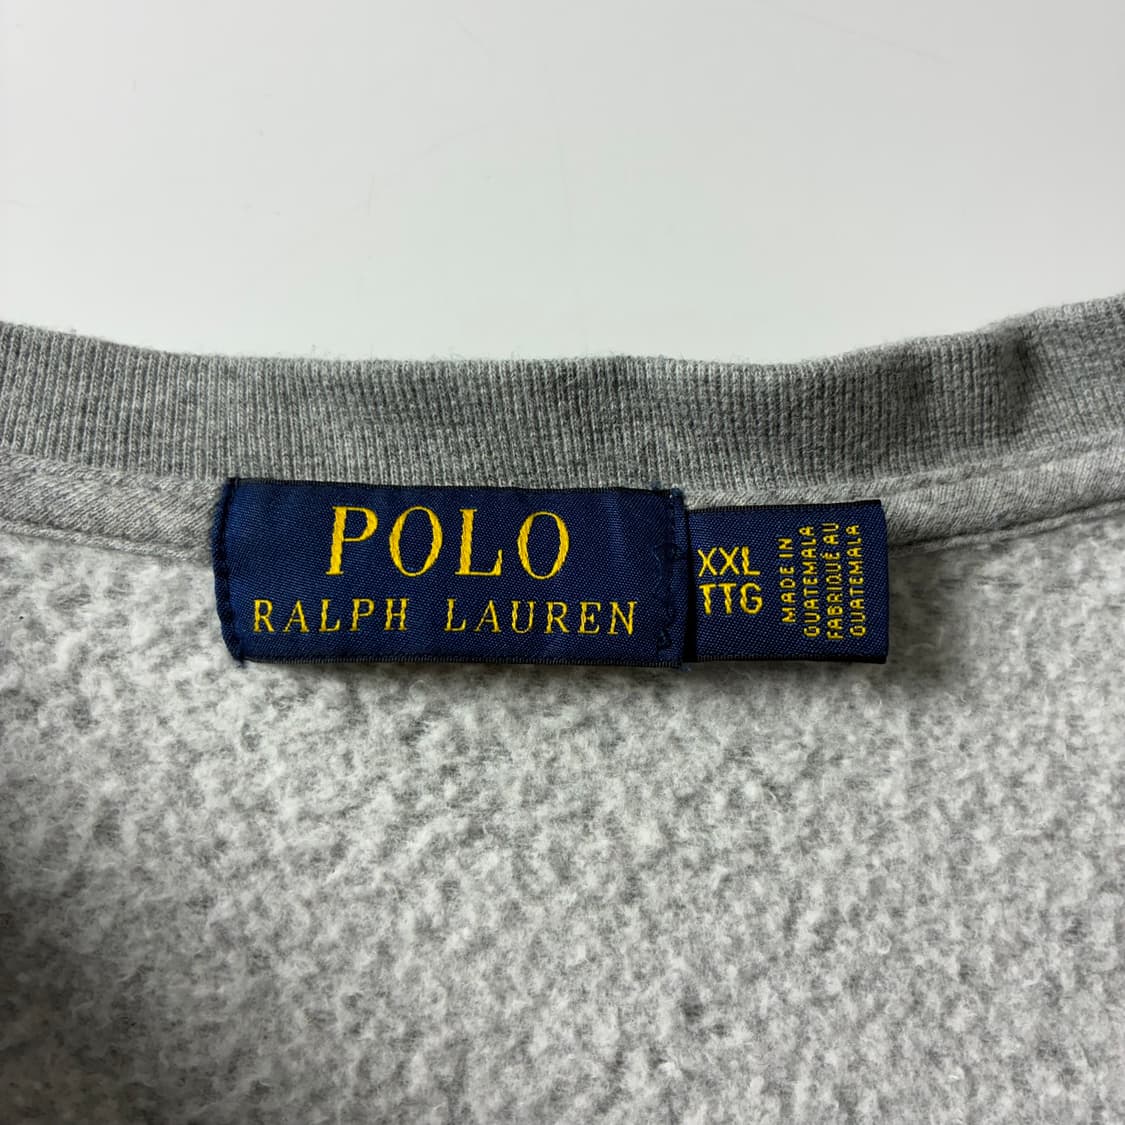 POLO
RALPH LAUREN
XXL
TTG
MADE IN
GUATEMALA
FABRIQUÉ AU
GUATEMALA